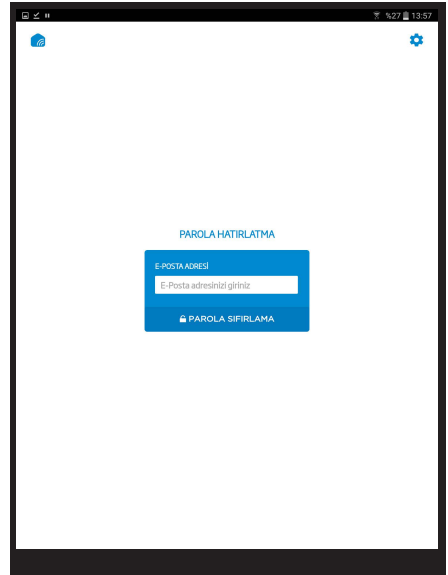 %27 13:57
PAROLA HATIRLATMA
E-POSTA ADRESİ
E-Posta adresinizi giriniz
PAROLA SIFIRLAMA